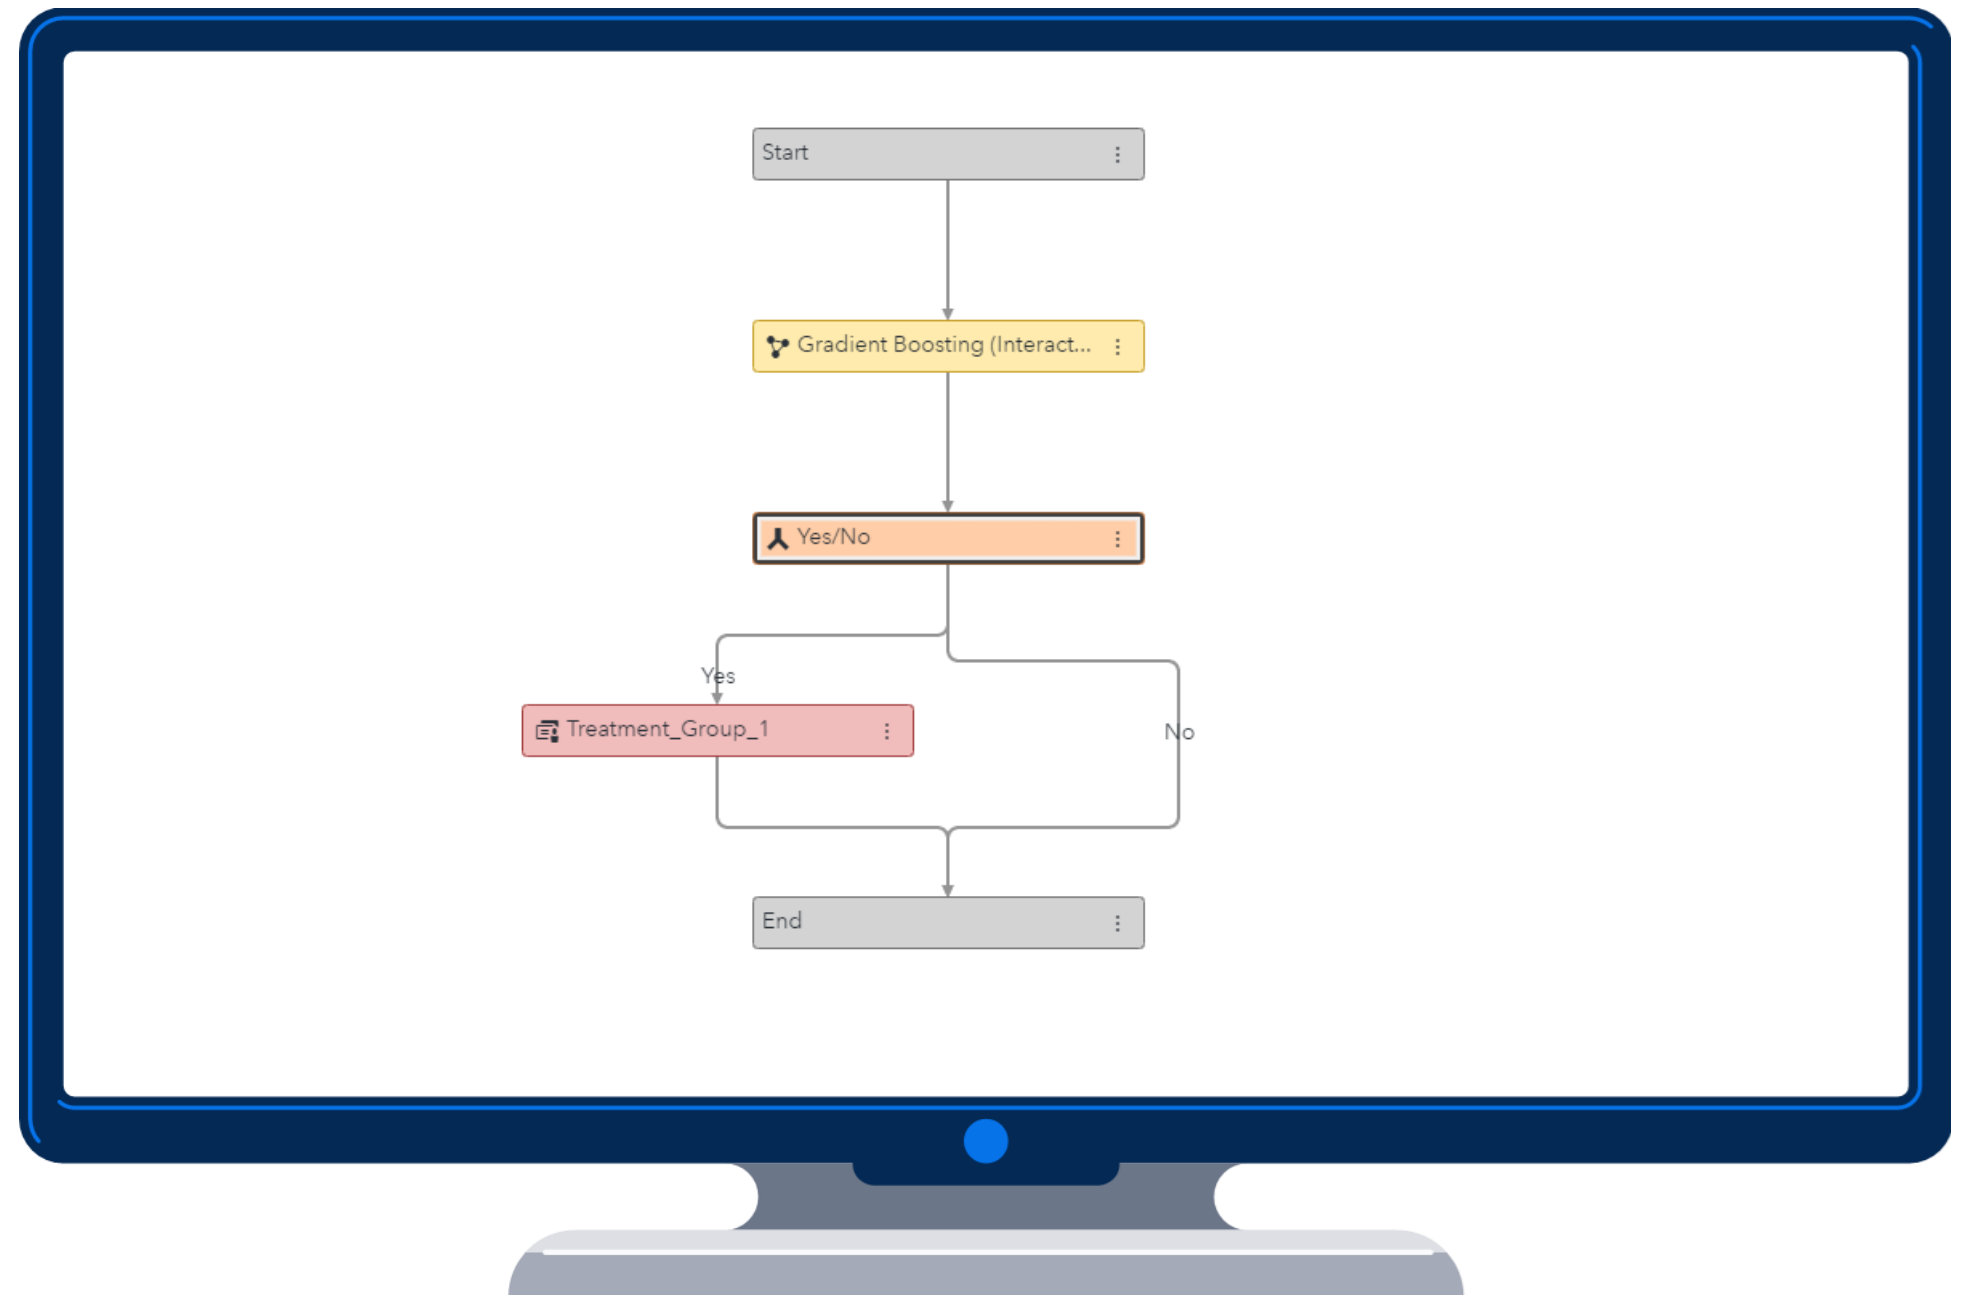 Start
Gradient Boosting (Interact...
Yes/No
Yes
Treatment_Group_1
No
End